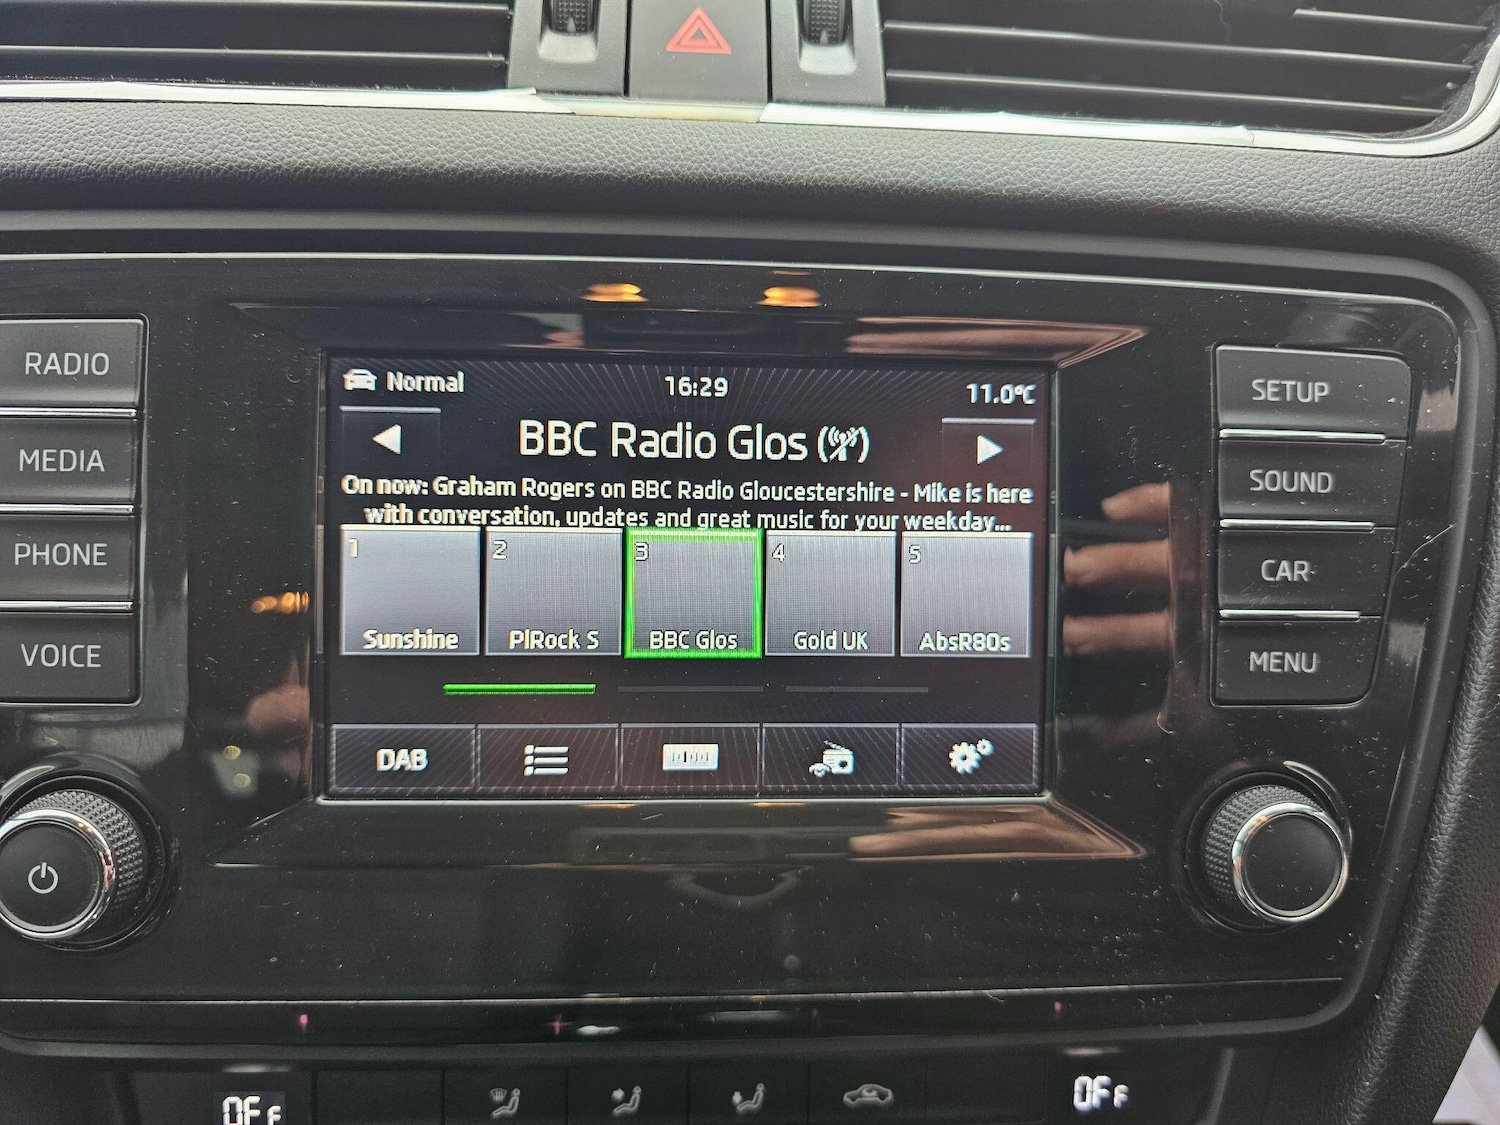 RADIO
MEDIA
PHONE
VOICE
Normal
16:29
11.0°C
BBC Radio Glos
On now: Graham Rogers on BBC Radio Gloucestershire - Mike is here
with conversation, updates and great music for your weekday...
1
2
3
4
5
Sunshine
PlRock S
BBC Glos
Gold UK
AbsR80s
DAB
SETUP
SOUND
CAR
MENU
OFF
OFF